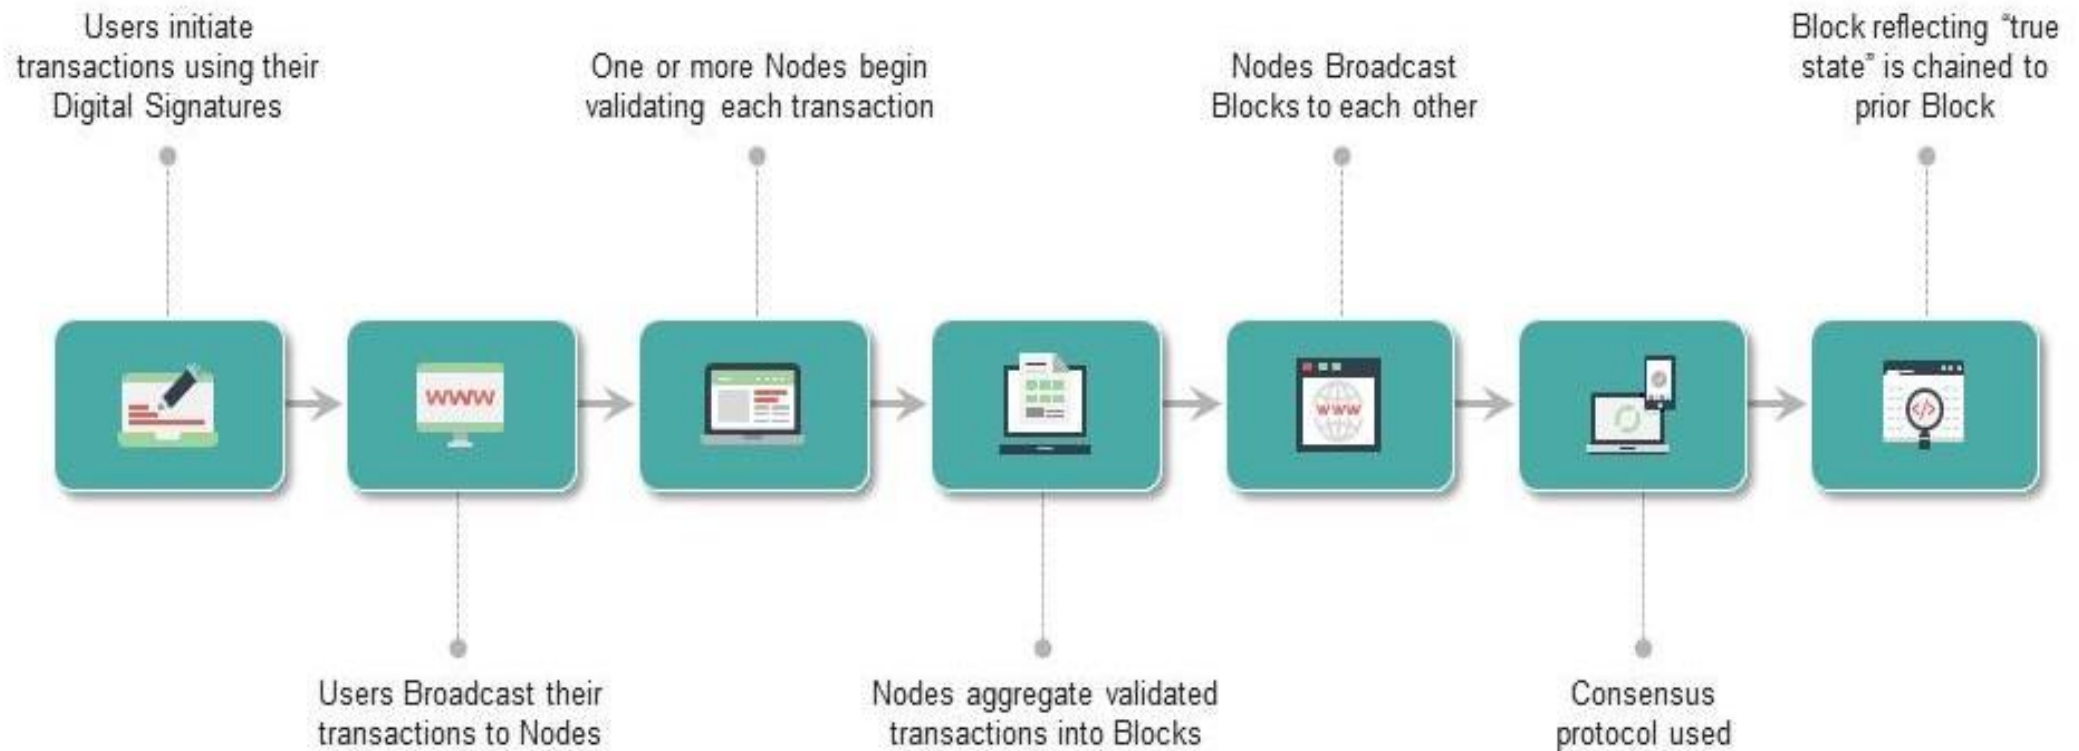 Users initiate
transactions using their
Digital Signatures
One or more Nodes begin
validating each transaction
Nodes Broadcast
Blocks to each other
Block reflecting "true
state" is chained to
prior Block
www
www
</>
Users Broadcast their
transactions to Nodes
Nodes aggregate validated
transactions into Blocks
Consensus
protocol used